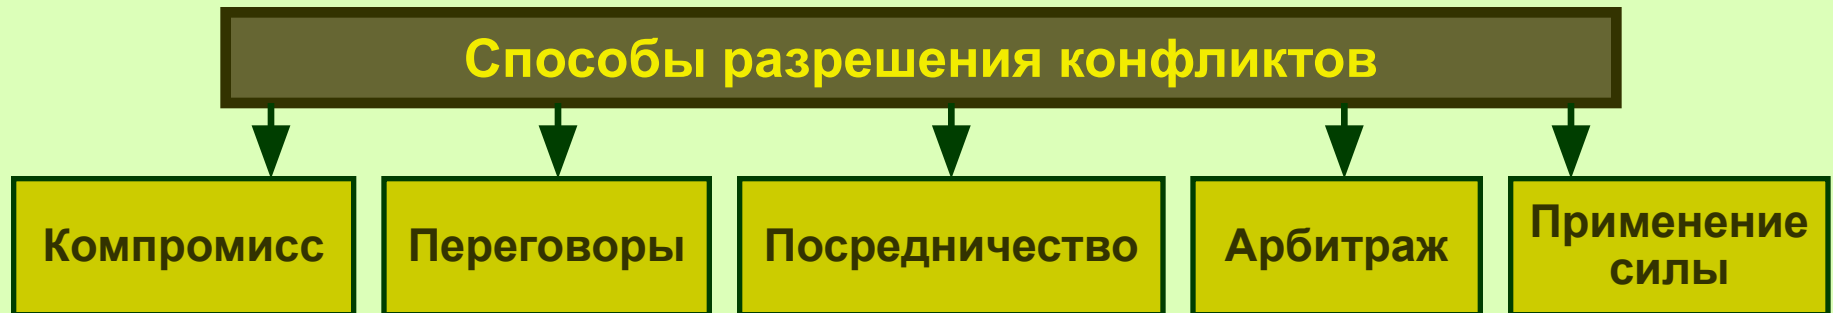 Способы разрешения конфликтов
Компромисс
Переговоры
Посредничество
Арбитраж
Применение
силы